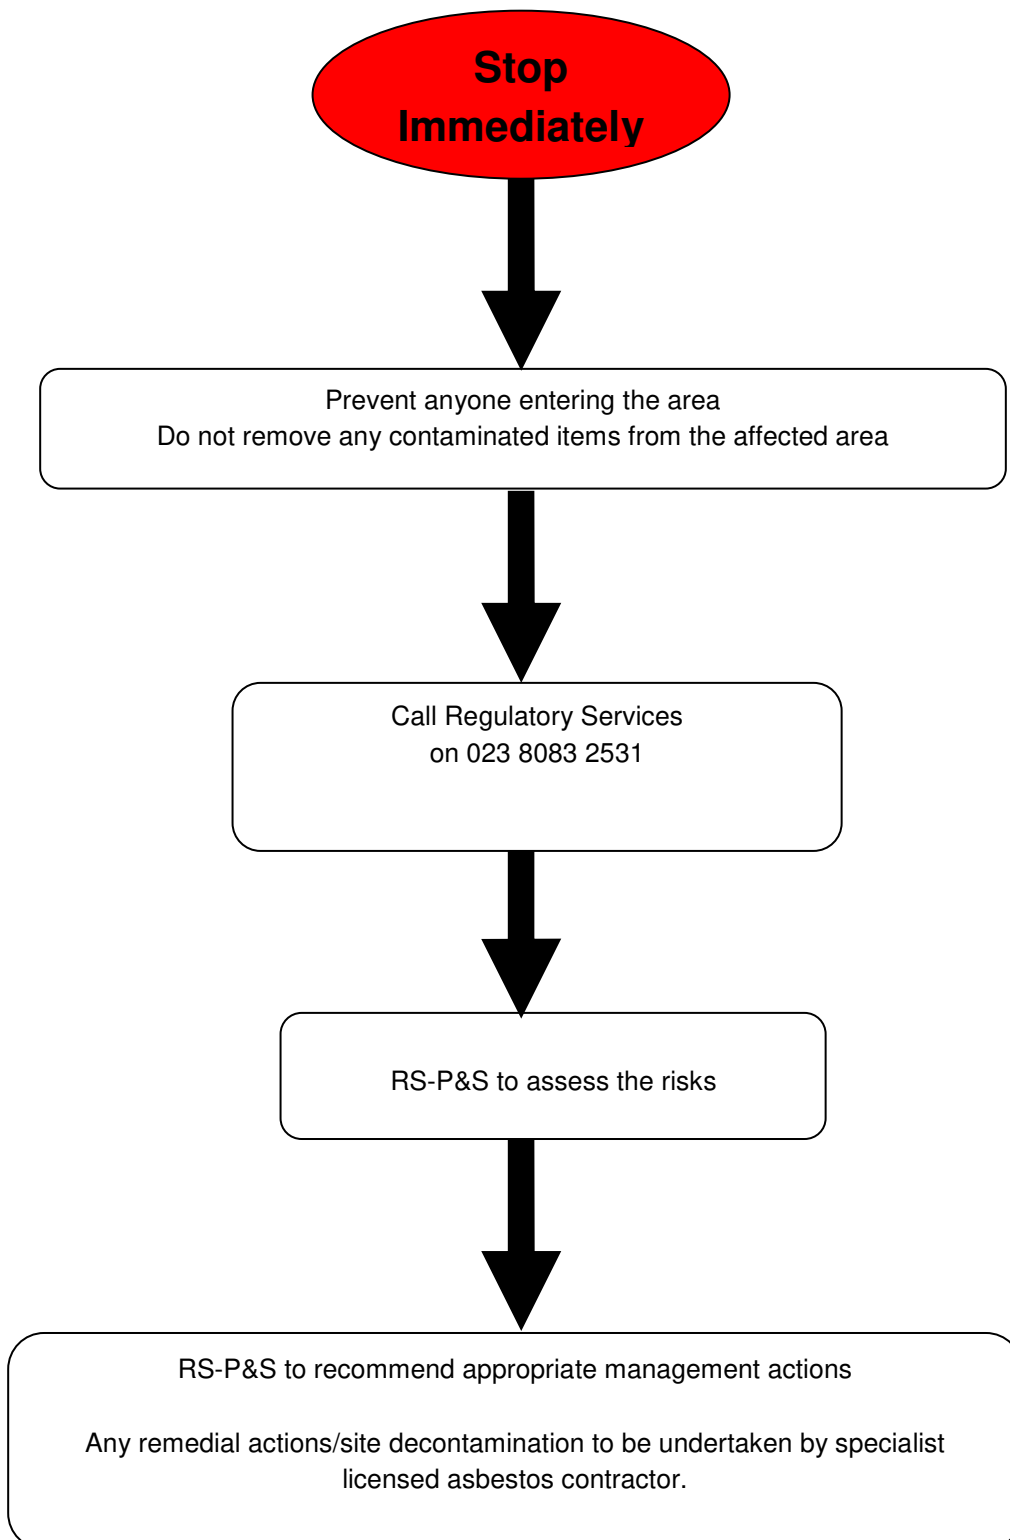 Stop
Immediately
Prevent anyone entering the area
Do not remove any contaminated items from the affected area
Call Regulatory Services
on 023 8083 2531
RS-P&S to assess the risks
RS-P&S to recommend appropriate management actions
Any remedial actions/site decontamination to be undertaken by specialist
licensed asbestos contractor.